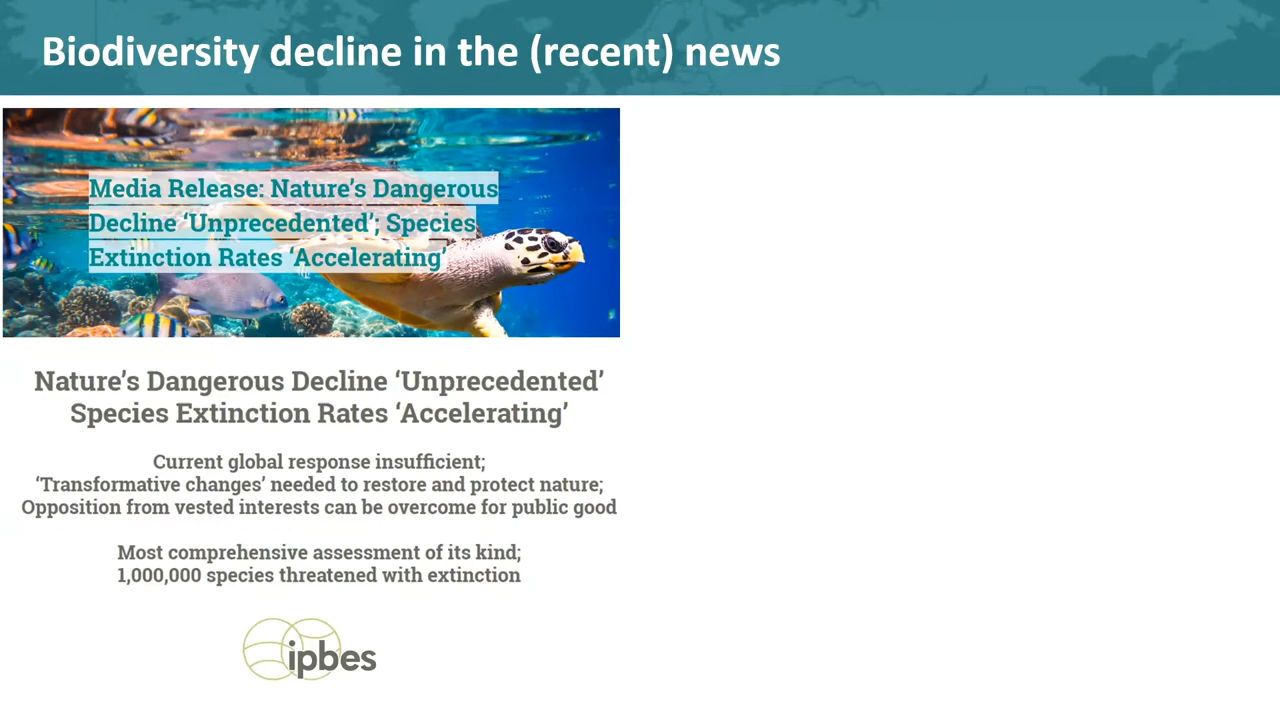 Biodiversity decline in the (recent) news
Media Release: Nature’s Dangerous
Decline ‘Unprecedented’; Species
Extinction Rates ‘Accelerating’
Nature’s Dangerous Decline ‘Unprecedented’
Species Extinction Rates ‘Accelerating’
Current global response insufficient;
‘Transformative changes’ needed to restore and protect nature;
Opposition from vested interests can be overcome for public good
Most comprehensive assessment of its kind;
1,000,000 species threatened with extinction
ipbes